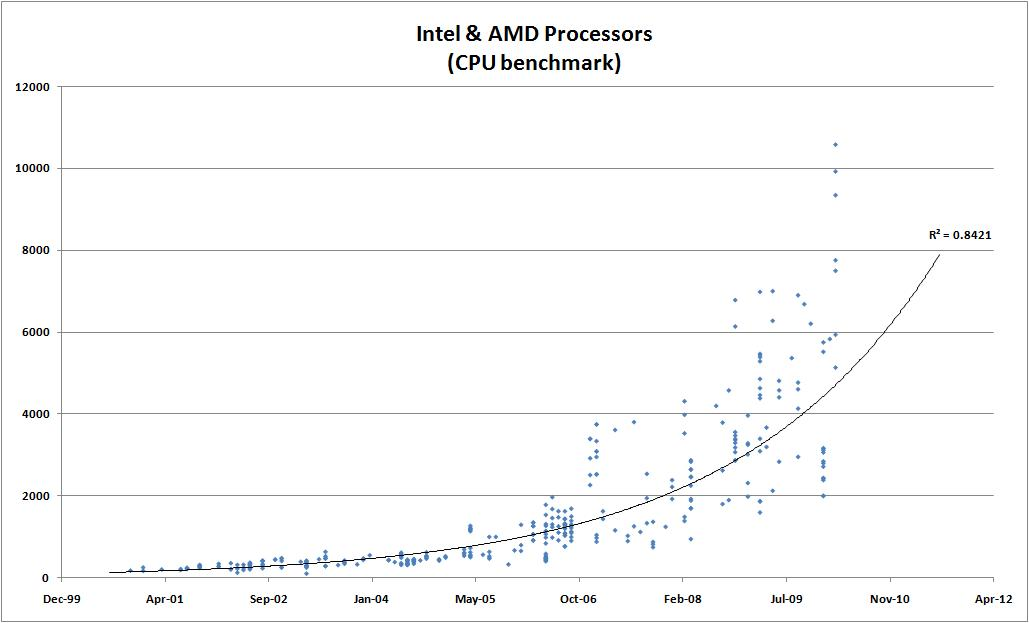 Intel & AMD Processors
(CPU benchmark)
12000
10000
8000
6000
4000
2000
0
R² = 0.8421
Dec-99 Apr-01 Sep-02 Jan-04 May-05 Oct-06 Feb-08 Jul-09 Nov-10 Apr-12